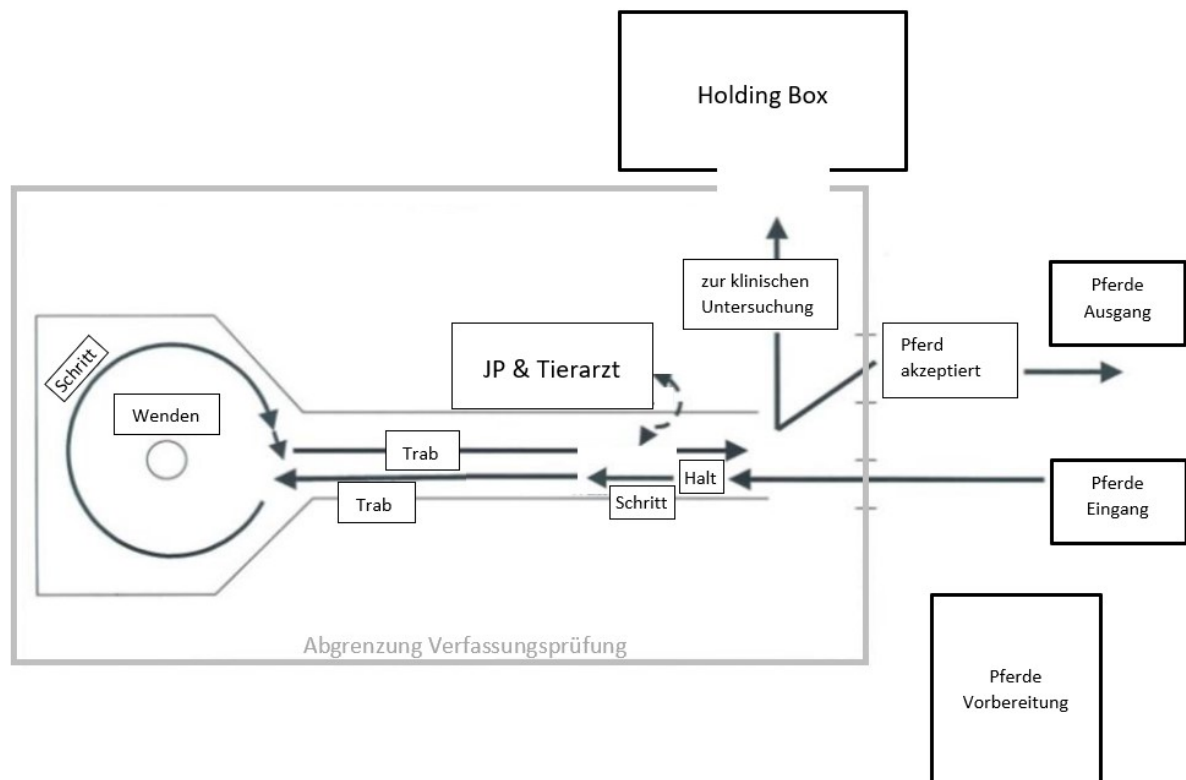 Holding Box
zur klinischen
Untersuchung
Pferde
Ausgang
Pferd
akzeptiert
JP & Tierarzt
Schritt
Wenden
Trab
Halt
Trab
Schritt
Pferde
Eingang
Abgrenzung Verfassungsprüfung
Pferde
Vorbereitung